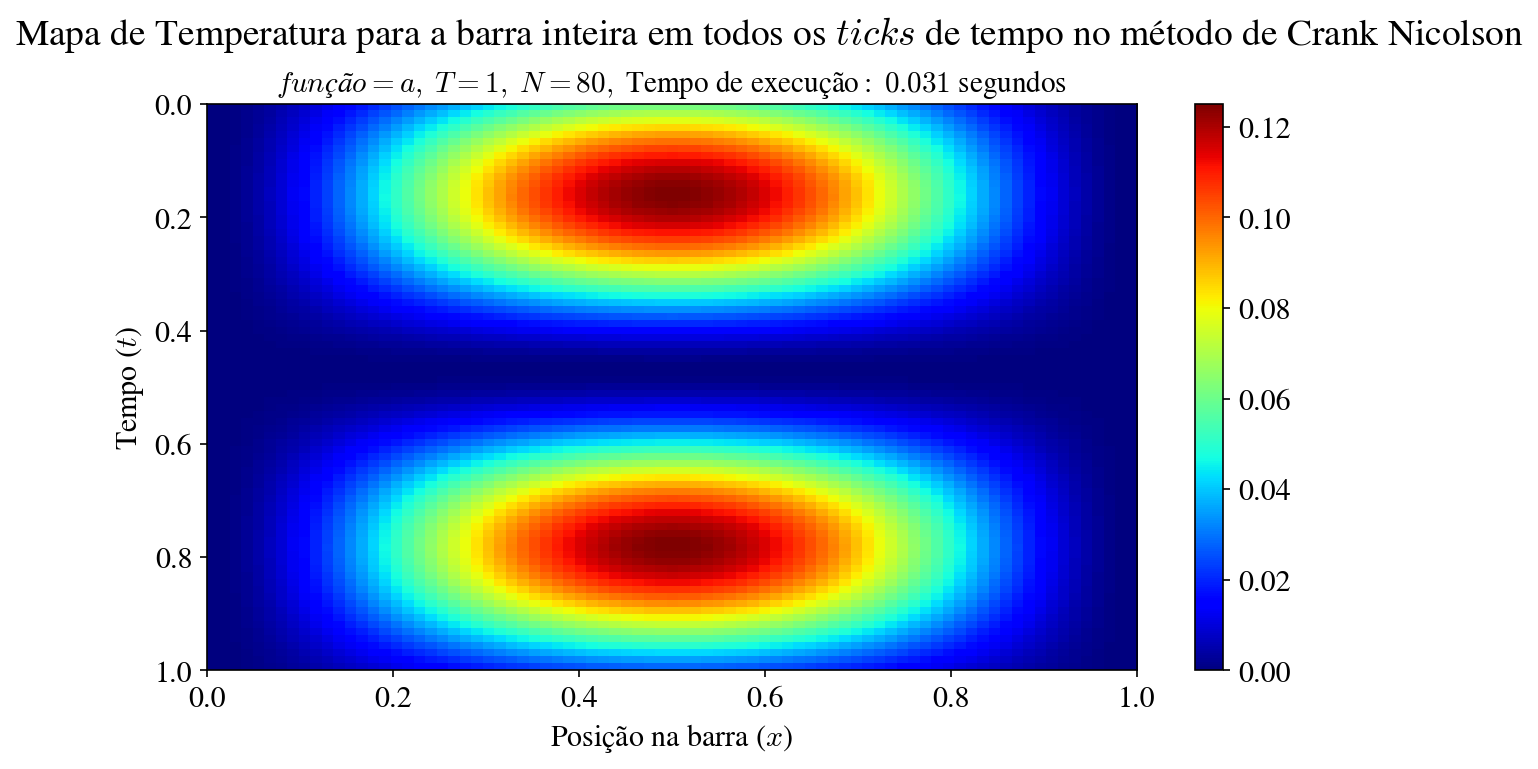 Mapa de Temperatura para a barra inteira em todos os ticks de tempo no método de Crank Nicolson
função = a, T = 1, N = 80, Tempo de execução : 0.031 segundos
0.0
0.2
0.4
0.6
0.8
1.0
Tempo (t)
0.0 0.2 0.4 0.6 0.8 1.0
Posição na barra (x)
0.12
0.10
0.08
0.06
0.04
0.02
0.00